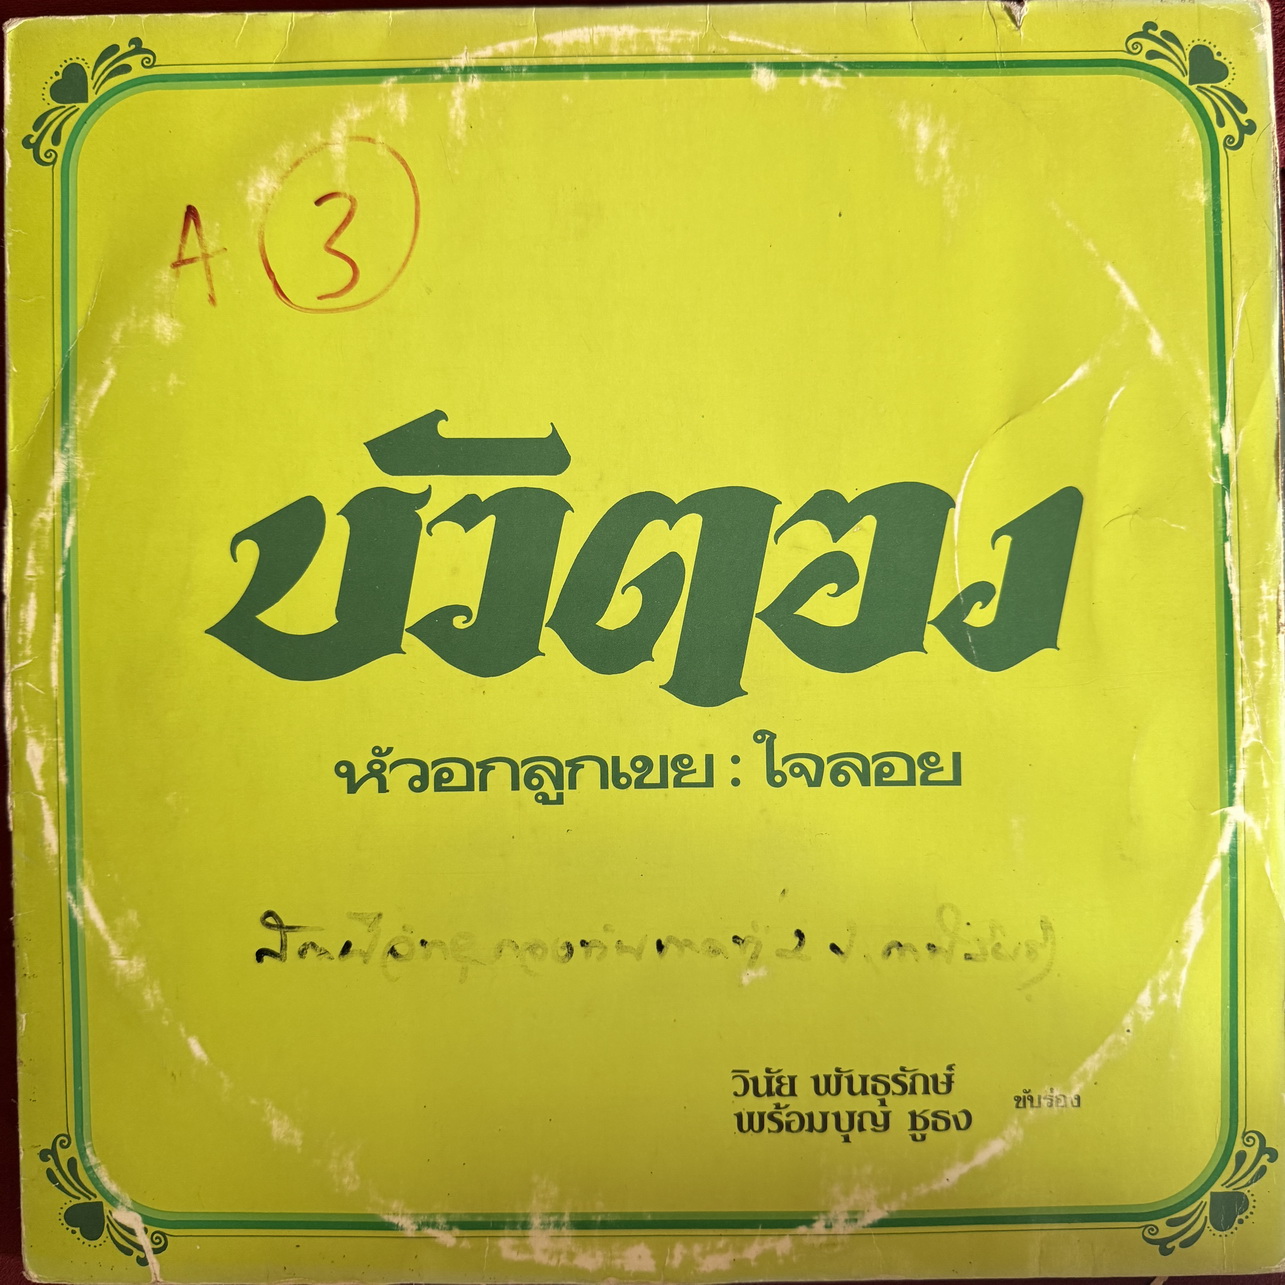 A 3
บัวตอง
หัวอกลูกเขย : ใจลอย
วินัย พันธุรักษ์
พร้อมบุญ ชูธง
ขับร้อง